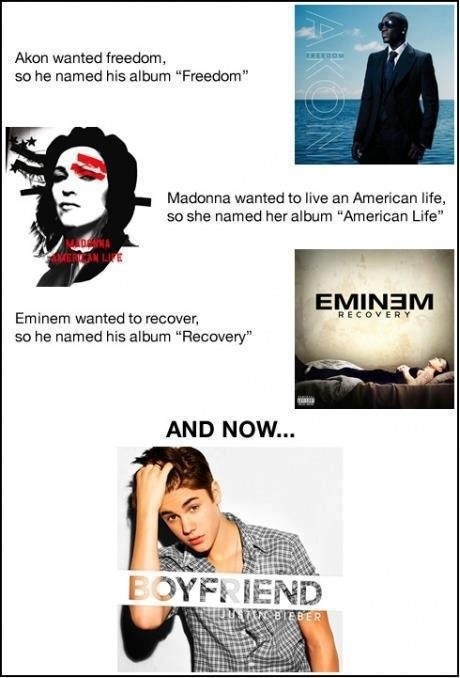 Akon wanted freedom,
so he named his album “Freedom”
AKON
FREEDOM
Madonna wanted to live an American life,
so she named her album “American Life”
MADONNA
AMERICAN LIFE
Eminem wanted to recover,
so he named his album “Recovery”
EMINƎM
RECOVERY
AND NOW...
BOYFRIEND
JUSTIN BIEBER